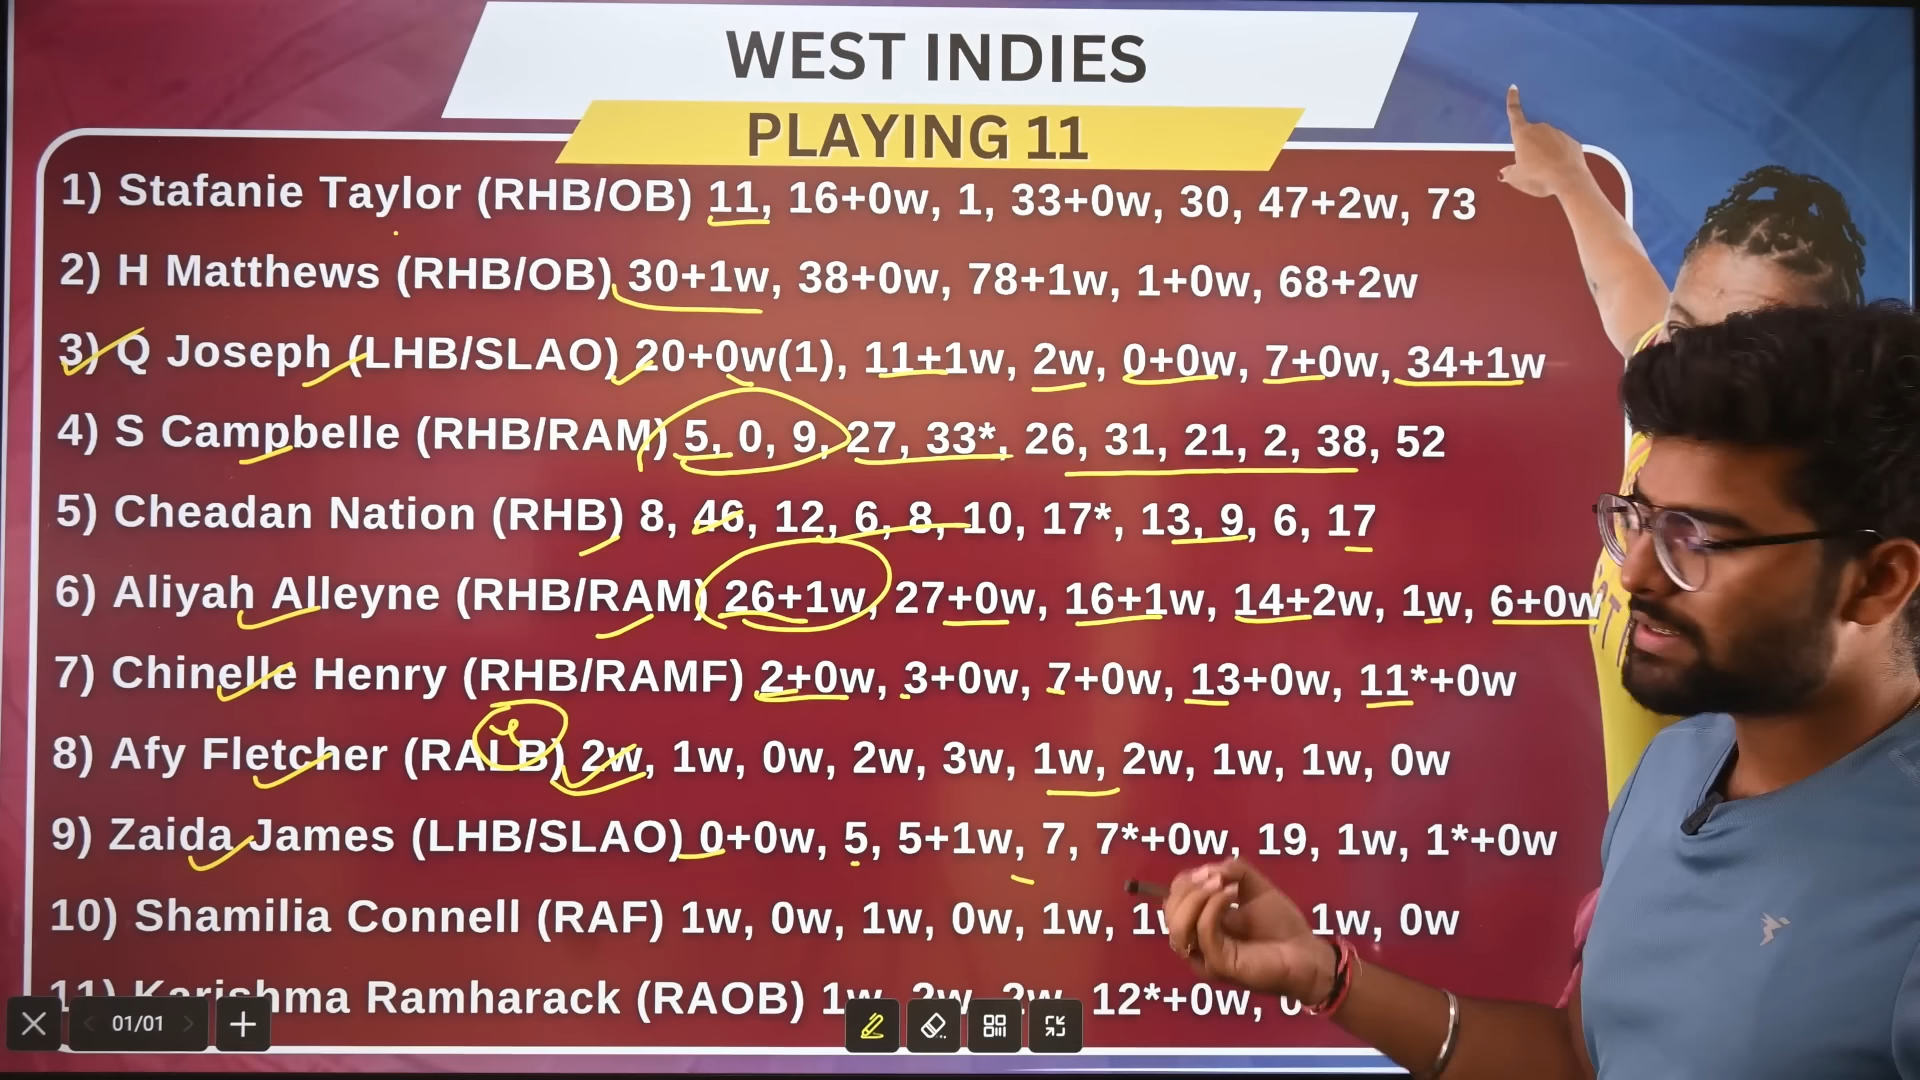 WEST INDIES
PLAYING 11
1) Stafanie Taylor (RHB/OB) 11, 16+0w, 1, 33+0w, 30, 47+2w, 73
2) H Matthews (RHB/OB) 30+1w, 38+0w, 78+1w, 1+0w, 68+2w
3) Q Joseph (LHB/SLAO) 20+0w(1), 11+1w, 2w, 0+0w, 7+0w, 34+1w
4) S Campbelle (RHB/RAM) 5, 0, 9, 27, 33*, 26, 31, 21, 2, 38, 52
5) Cheadan Nation (RHB) 8, 46, 12, 6, 8, 10, 17*, 13, 9, 6, 17
6) Aliyah Alleyne (RHB/RAM) 26+1w, 27+0w, 16+1w, 14+2w, 1w, 6+0w
7) Chinelle Henry (RHB/RAMF) 2+0w, 3+0w, 7+0w, 13+0w, 11*+0w
8) Afy Fletcher (RALB) 2w, 1w, 0w, 2w, 3w, 1w, 2w, 1w, 1w, 0w
9) Zaida James (LHB/SLAO) 0+0w, 5, 5+1w, 7, 7*+0w, 19, 1w, 1*+0w
10) Shamilia Connell (RAF) 1w, 0w, 1w, 0w, 1w, 1w, 1w, 0w
11) Karishma Ramharack (RAOB) 1w, 2w, 2w, 12*+0w,
01/01